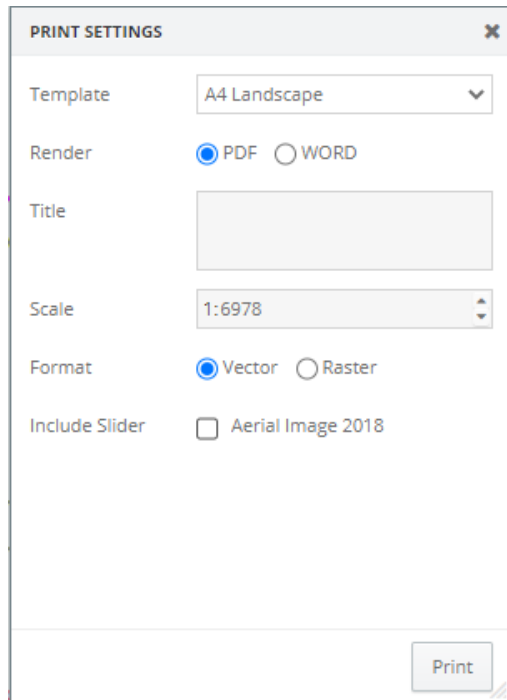 PRINT SETTINGS
Template A4 Landscape
Render PDF WORD
Title
Scale 1:6978
Format Vector Raster
Include Slider Aerial Image 2018
Print